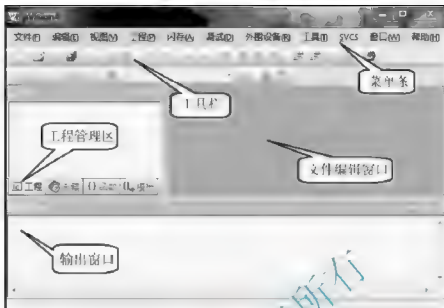 文件(F) 编辑(E) 视图(V) 工程(P) 闪存(A) 调试(D) 外围设备(R) 工具(T) SVCS 窗口(W) 帮助(H)
菜单条
工具栏
工程管理区
文件编辑窗口
工程
输出窗口
所行